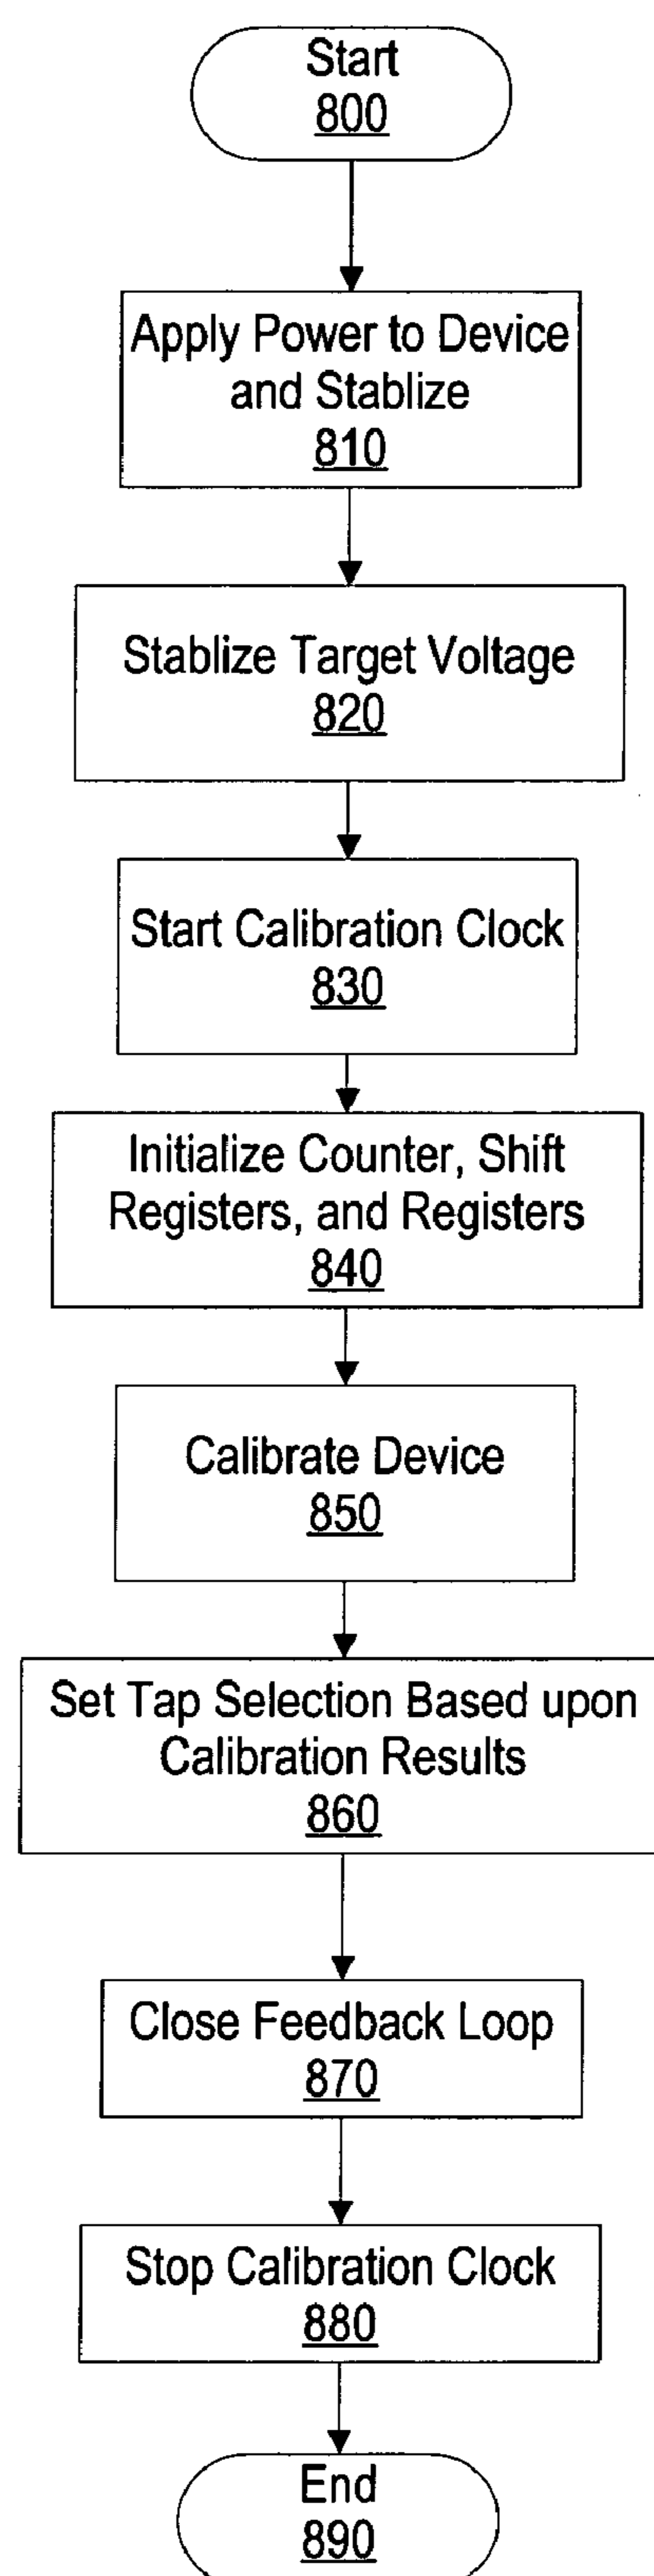 Start
800
Apply Power to Device
and Stablize
810
Stablize Target Voltage
820
Start Calibration Clock
830
Initialize Counter, Shift
Registers, and Registers
840
Calibrate Device
850
Set Tap Selection Based upon
Calibration Results
860
Close Feedback Loop
870
Stop Calibration Clock
880
End
890